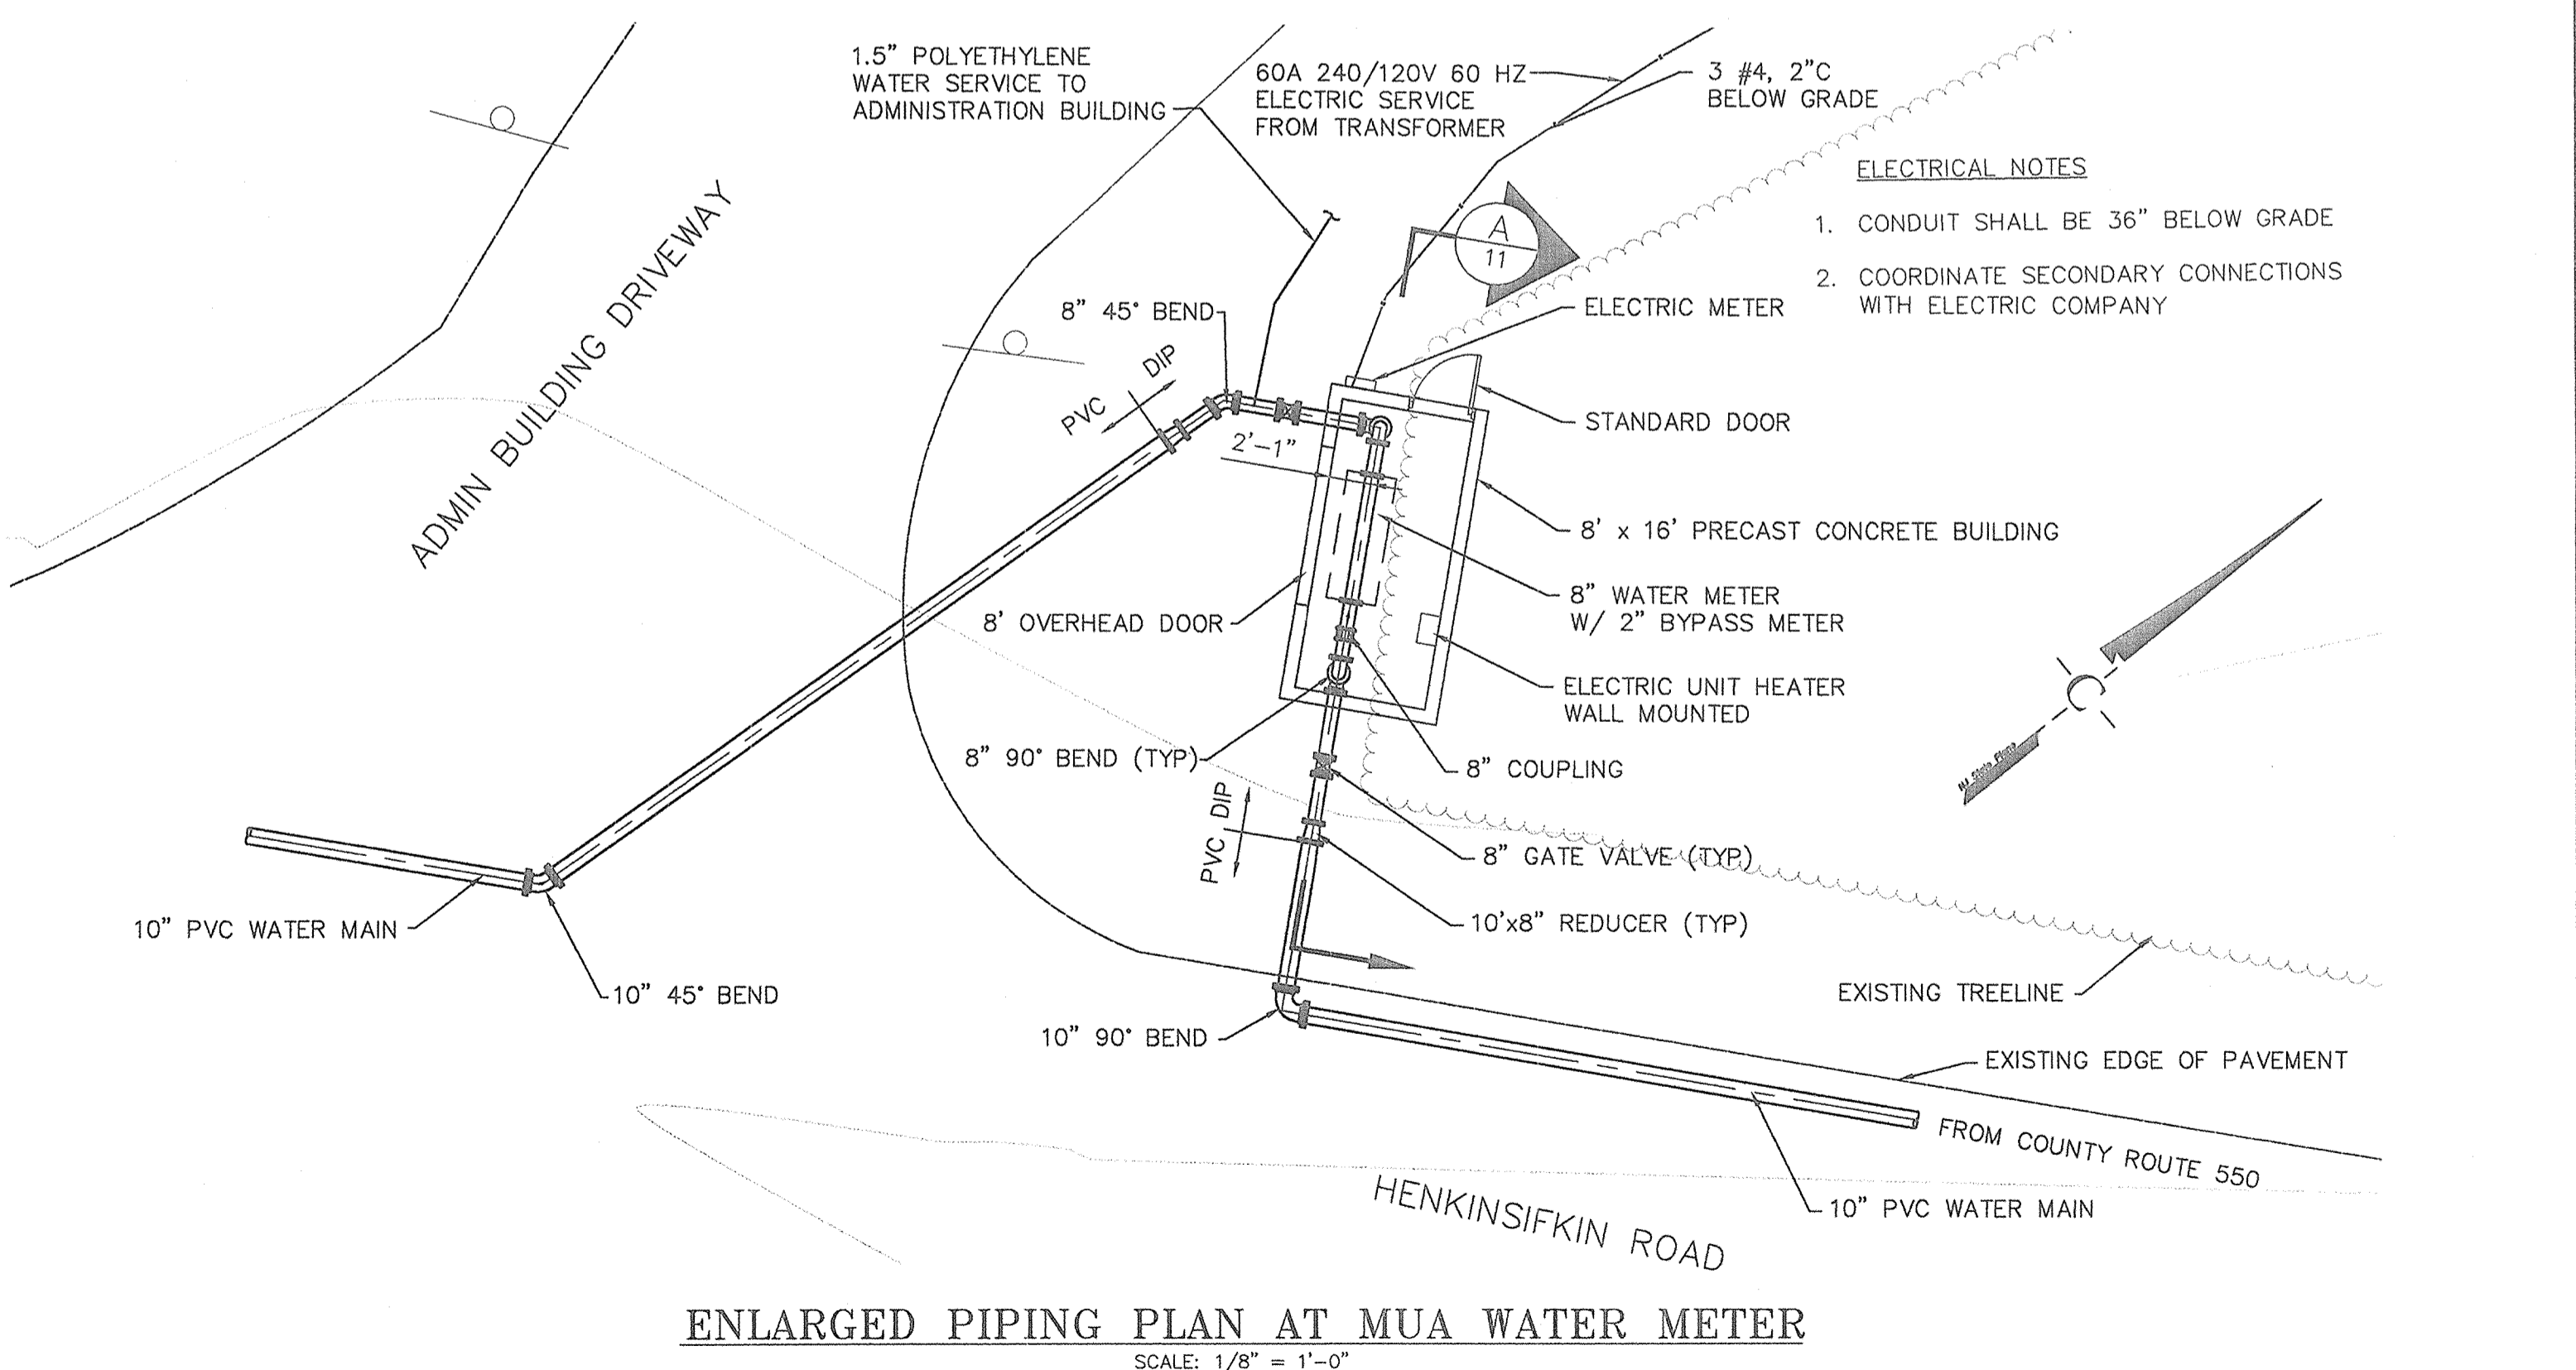 1.5" POLYETHYLENE
WATER SERVICE TO
ADMINISTRATION BUILDING
60A 240/120V 60 HZ
ELECTRIC SERVICE
FROM TRANSFORMER
3 #4, 2"C
BELOW GRADE
ELECTRICAL NOTES
1. CONDUIT SHALL BE 36" BELOW GRADE
2. COORDINATE SECONDARY CONNECTIONS
WITH ELECTRIC COMPANY
A
11
ADMIN BUILDING DRIVEWAY
8" 45° BEND
ELECTRIC METER
DIP
PVC
STANDARD DOOR
2'-1"
8' x 16' PRECAST CONCRETE BUILDING
8" WATER METER
W/ 2" BYPASS METER
8' OVERHEAD DOOR
ELECTRIC UNIT HEATER
WALL MOUNTED
8" 90° BEND (TYP)
8" COUPLING
NJ State Plane
PVC DIP
8" GATE VALVE (TYP)
10" PVC WATER MAIN
10'x8" REDUCER (TYP)
10" 45° BEND
EXISTING TREELINE
10" 90° BEND
EXISTING EDGE OF PAVEMENT
FROM COUNTY ROUTE 550
10" PVC WATER MAIN
HENKINSIFKIN ROAD
ENLARGED PIPING PLAN AT MUA WATER METER
SCALE: 1/8" = 1'-0"